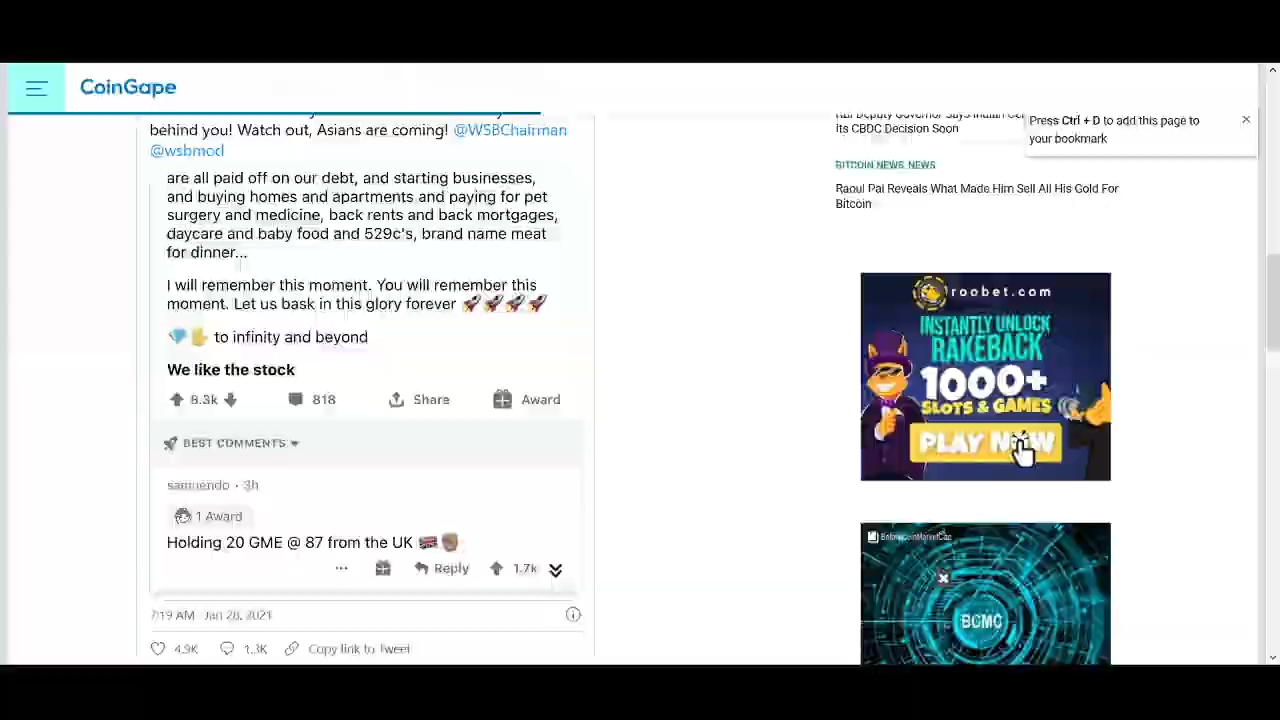 CoinGape
behind you! Watch out, Asians are coming! @WSBChairman
@wsbmod
are all paid off on our debt, and starting businesses,
and buying homes and apartments and paying for pet
surgery and medicine, back rents and back mortgages,
daycare and baby food and 529c's, brand name meat
for dinner...
I will remember this moment. You will remember this
moment. Let us bask in this glory forever 🚀🚀🚀🚀
💎✋ to infinity and beyond
We like the stock
8.3k 818 Share Award
BEST COMMENTS
samuendo · 3h
1 Award
Holding 20 GME @ 87 from the UK 🇬🇧✊🏽
... Reply 1.7k
7:19 AM · Jan 28, 2021
4.9K 1.3K Copy link to Tweet
RBI Deputy Governor Says Indian
Its CBDC Decision Soon
Press Ctrl + D to add this page to
your bookmark
BITCOIN NEWS, NEWS
Raoul Pal Reveals What Made Him Sell All His Gold For
Bitcoin
roobet.com
INSTANTLY UNLOCK
RAKEBACK
1000+
SLOTS & GAMES
PLAY NOW
BCMC